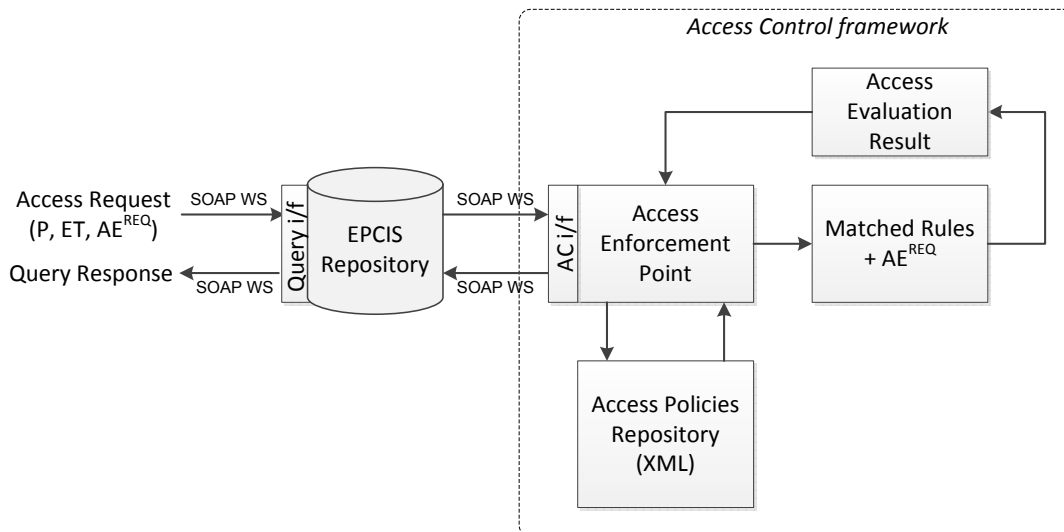 Access Control framework
Access
Evaluation
Result
Access Request
(P, ET, AE^REQ)
SOAP WS
Query i/f
EPCIS
Repository
SOAP WS
AC i/f
Access
Enforcement
Point
Matched Rules
+ AE^REQ
Query Response
SOAP WS
SOAP WS
Access Policies
Repository
(XML)